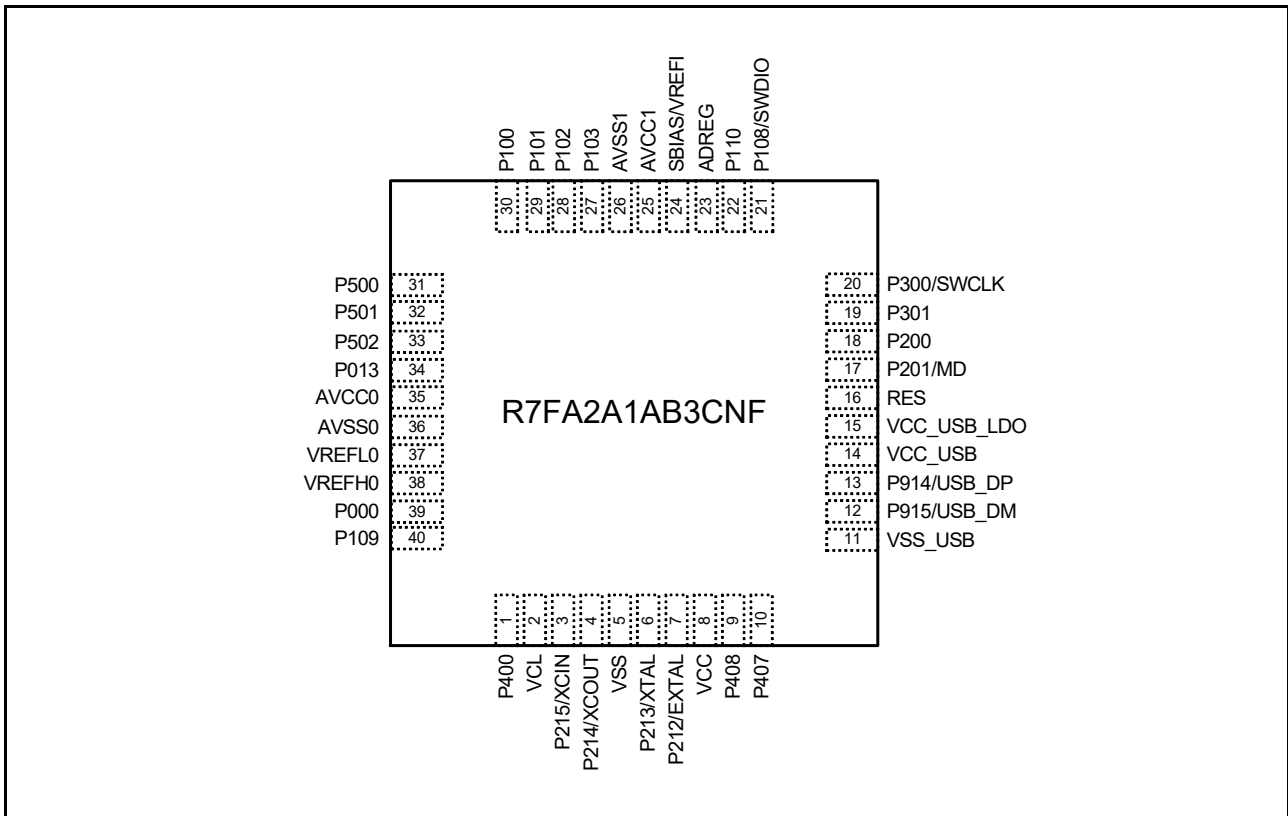 P100
P101
P102
P103
AVSS1
AVCC1
SBIAS/VREFI
ADREG
P110
P108/SWDIO
30
29
28
27
26
25
24
23
22
21
P500 31
P501 32
P502 33
P013 34
AVCC0 35
AVSS0 36
VREFL0 37
VREFH0 38
P000 39
P109 40
R7FA2A1AB3CNF
20 P300/SWCLK
19 P301
18 P200
17 P201/MD
16 RES
15 VCC_USB_LDO
14 VCC_USB
13 P914/USB_DP
12 P915/USB_DM
11 VSS_USB
1
2
3
4
5
6
7
8
9
10
P400
VCL
P215/XCIN
P214/XCOUT
VSS
P213/XTAL
P212/EXTAL
VCC
P408
P407